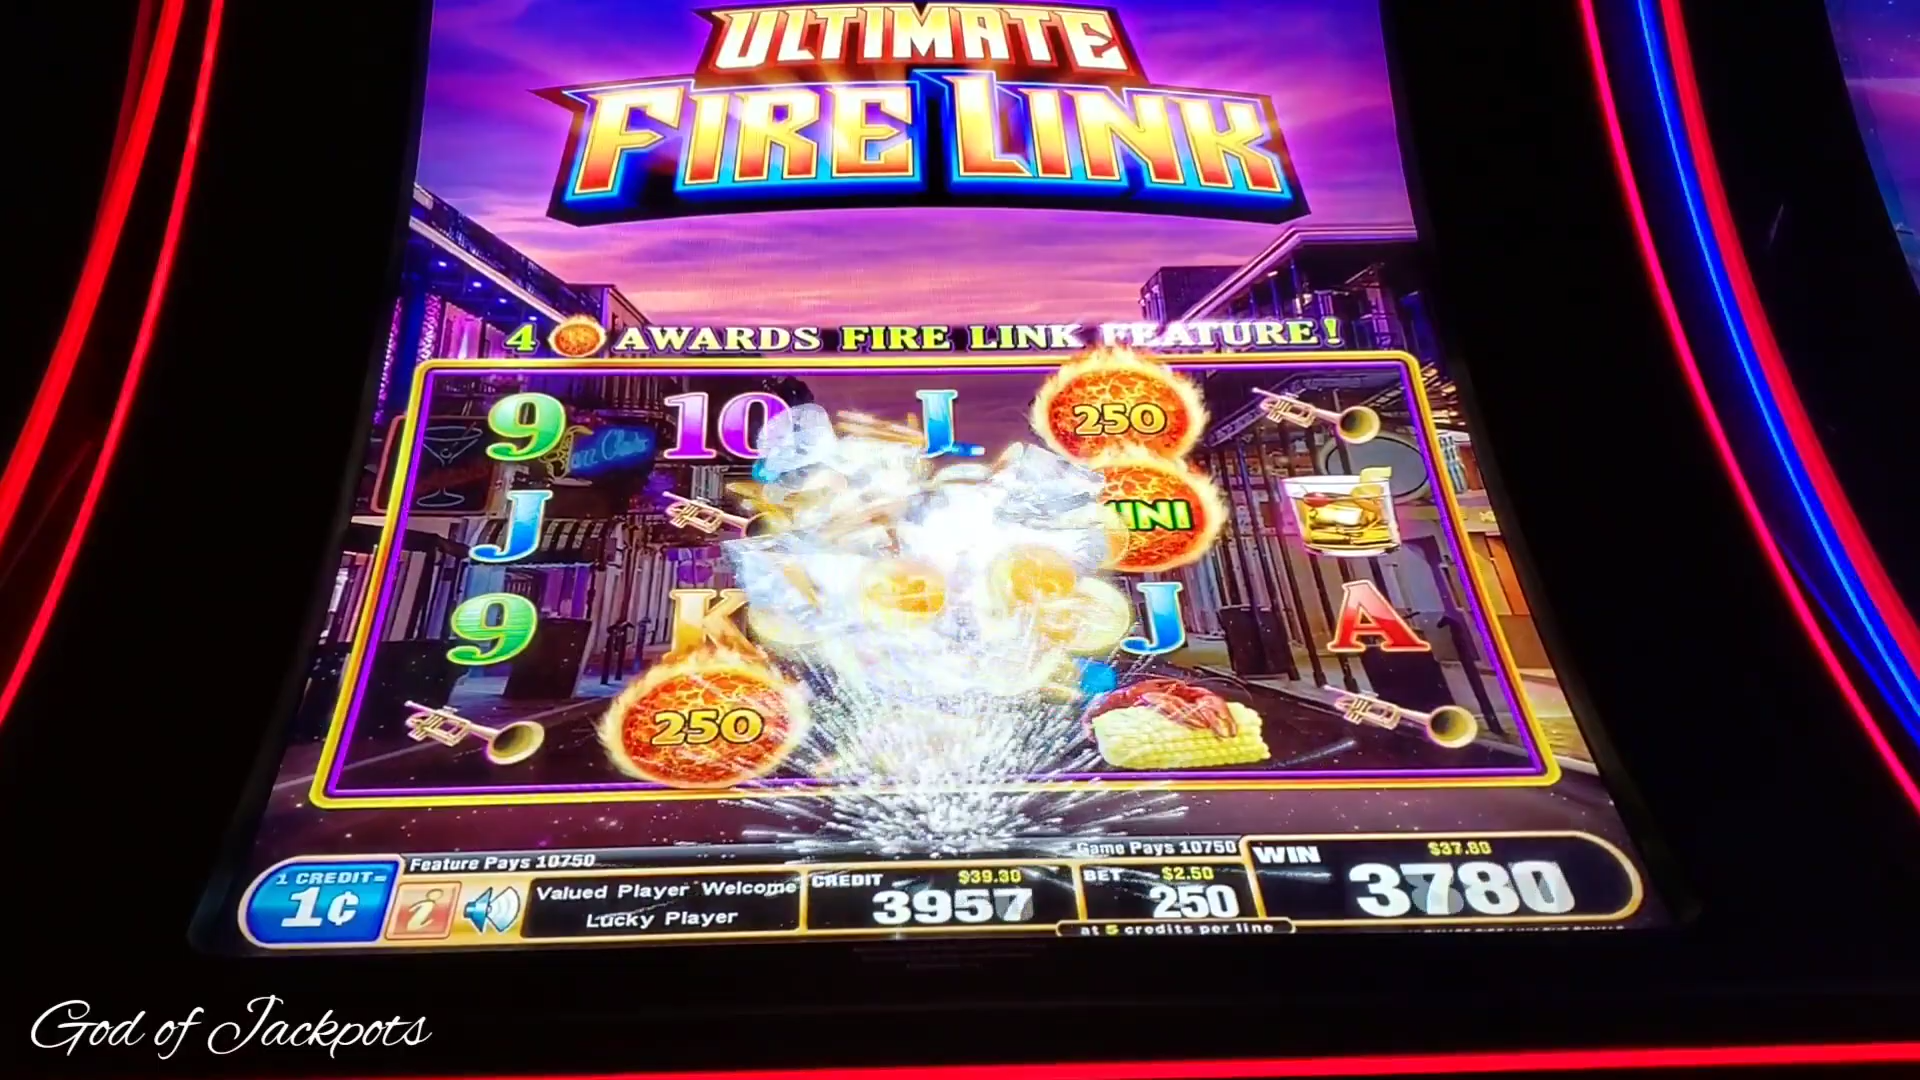 ULTIMATE
FIRE LINK
4 AWARDS FIRE LINK FEATURE!
9 10 J 250
J MINI
9 K J A
250
1 CREDIT=
1¢
Feature Pays 10750
i
Valued Player Welcome
Lucky Player
CREDIT $39.30
3957
Game Pays 10750
BET $2.50
250
at 5 credits per line
WIN $37.80
3780
God of Jackpots